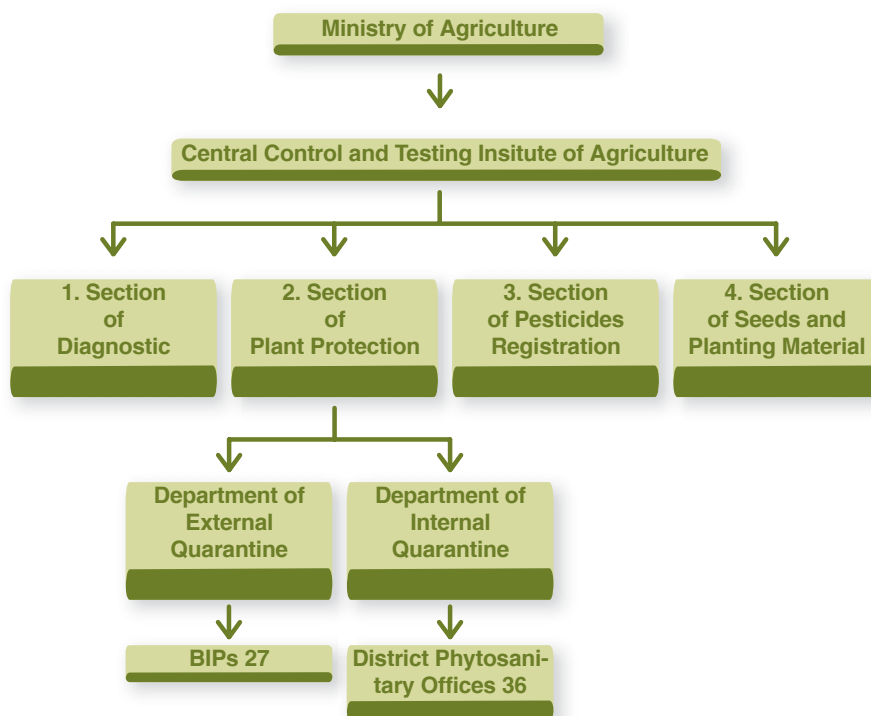 Ministry of Agriculture
Central Control and Testing Insitute of Agriculture
1. Section
of
Diagnostic
2. Section
of
Plant Protection
3. Section
of Pesticides
Registration
4. Section
of Seeds and
Planting Material
Department of
External
Quarantine
Department of
Internal
Quarantine
BIPs 27
District Phytosani-
tary Offices 36